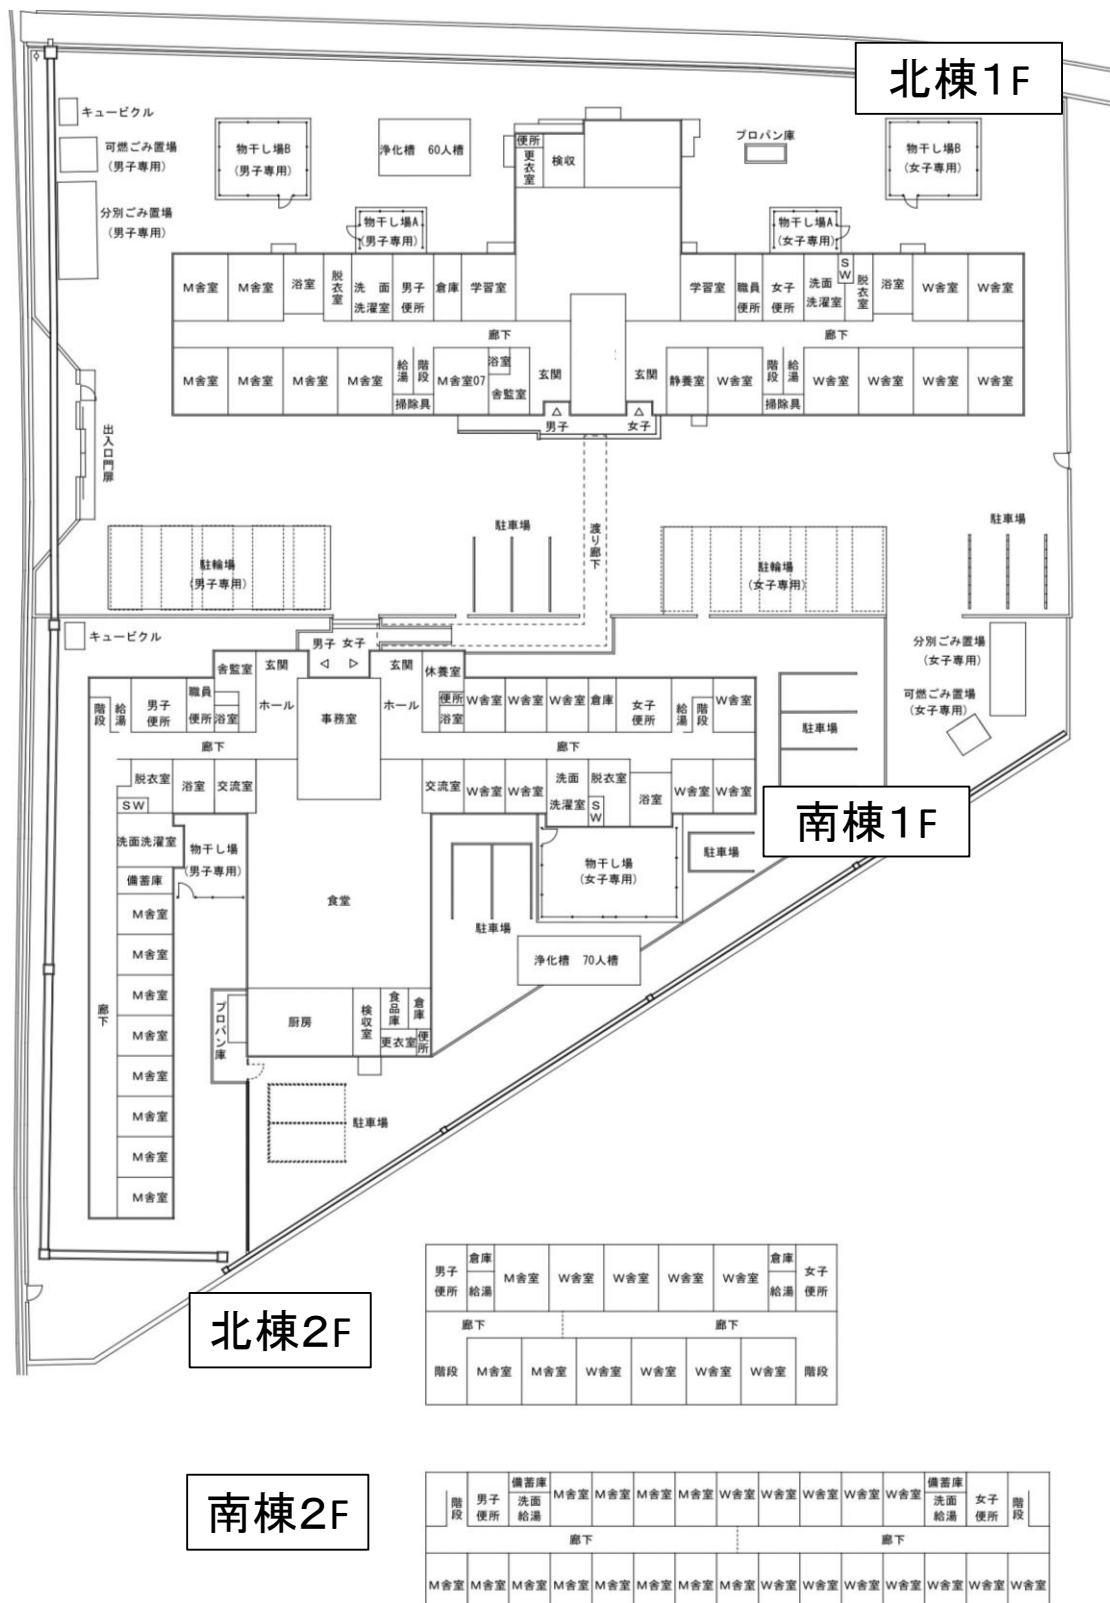 北棟1F
キュービクル
可燃ごみ置場
(男子専用)
分別ごみ置場
(男子専用)
物干し場B
(男子専用)
浄化槽 60人槽
便所
更衣室
検収
プロパン庫
物干し場B
(女子専用)
物干し場A
(男子専用)
物干し場A
(女子専用)
M舎室
M舎室
浴室
脱衣室
洗面
洗濯室
男子
便所
倉庫
学習室
学習室
職員
便所
女子
便所
洗面
洗濯室
SW
脱衣室
浴室
W舎室
W舎室
廊下
廊下
M舎室
M舎室
M舎室
M舎室
給湯
階段
掃除具
M舎室07
浴室
舎監室
玄関
玄関
静養室
W舎室
階段
給湯
掃除具
W舎室
W舎室
W舎室
W舎室
△
男子
△
女子
出入口門扉
駐輪場
(男子専用)
駐車場
渡り廊下
駐輪場
(女子専用)
駐車場
キュービクル
男子 女子
◁ ▷
分別ごみ置場
(女子専用)
可燃ごみ置場
(女子専用)
階段
給湯
男子
便所
職員
便所
舎監室
浴室
玄関
ホール
事務室
玄関
ホール
休養室
便所
浴室
W舎室
W舎室
W舎室
倉庫
女子
便所
給湯
階段
W舎室
駐車場
廊下
廊下
脱衣室
SW
浴室
交流室
交流室
W舎室
W舎室
洗面
洗濯室
脱衣室
SW
浴室
W舎室
W舎室
南棟1F
洗面洗濯室
物干し場
(男子専用)
備蓄庫
食堂
駐車場
物干し場
(女子専用)
駐車場
浄化槽 70人槽
M舎室
M舎室
M舎室
M舎室
M舎室
M舎室
M舎室
M舎室
廊下
プロパン庫
厨房
検収室
食品庫
倉庫
更衣室
便所
駐車場
北棟2F
男子
便所
倉庫
給湯
M舎室
W舎室
W舎室
W舎室
W舎室
倉庫
給湯
女子
便所
廊下
廊下
階段
M舎室
M舎室
W舎室
W舎室
W舎室
W舎室
階段
南棟2F
階段
男子
便所
備蓄庫
洗面
給湯
M舎室
M舎室
M舎室
M舎室
W舎室
W舎室
W舎室
W舎室
W舎室
備蓄庫
洗面
給湯
女子
便所
階段
廊下
廊下
M舎室
M舎室
M舎室
M舎室
M舎室
M舎室
M舎室
M舎室
W舎室
W舎室
W舎室
W舎室
W舎室
W舎室
W舎室